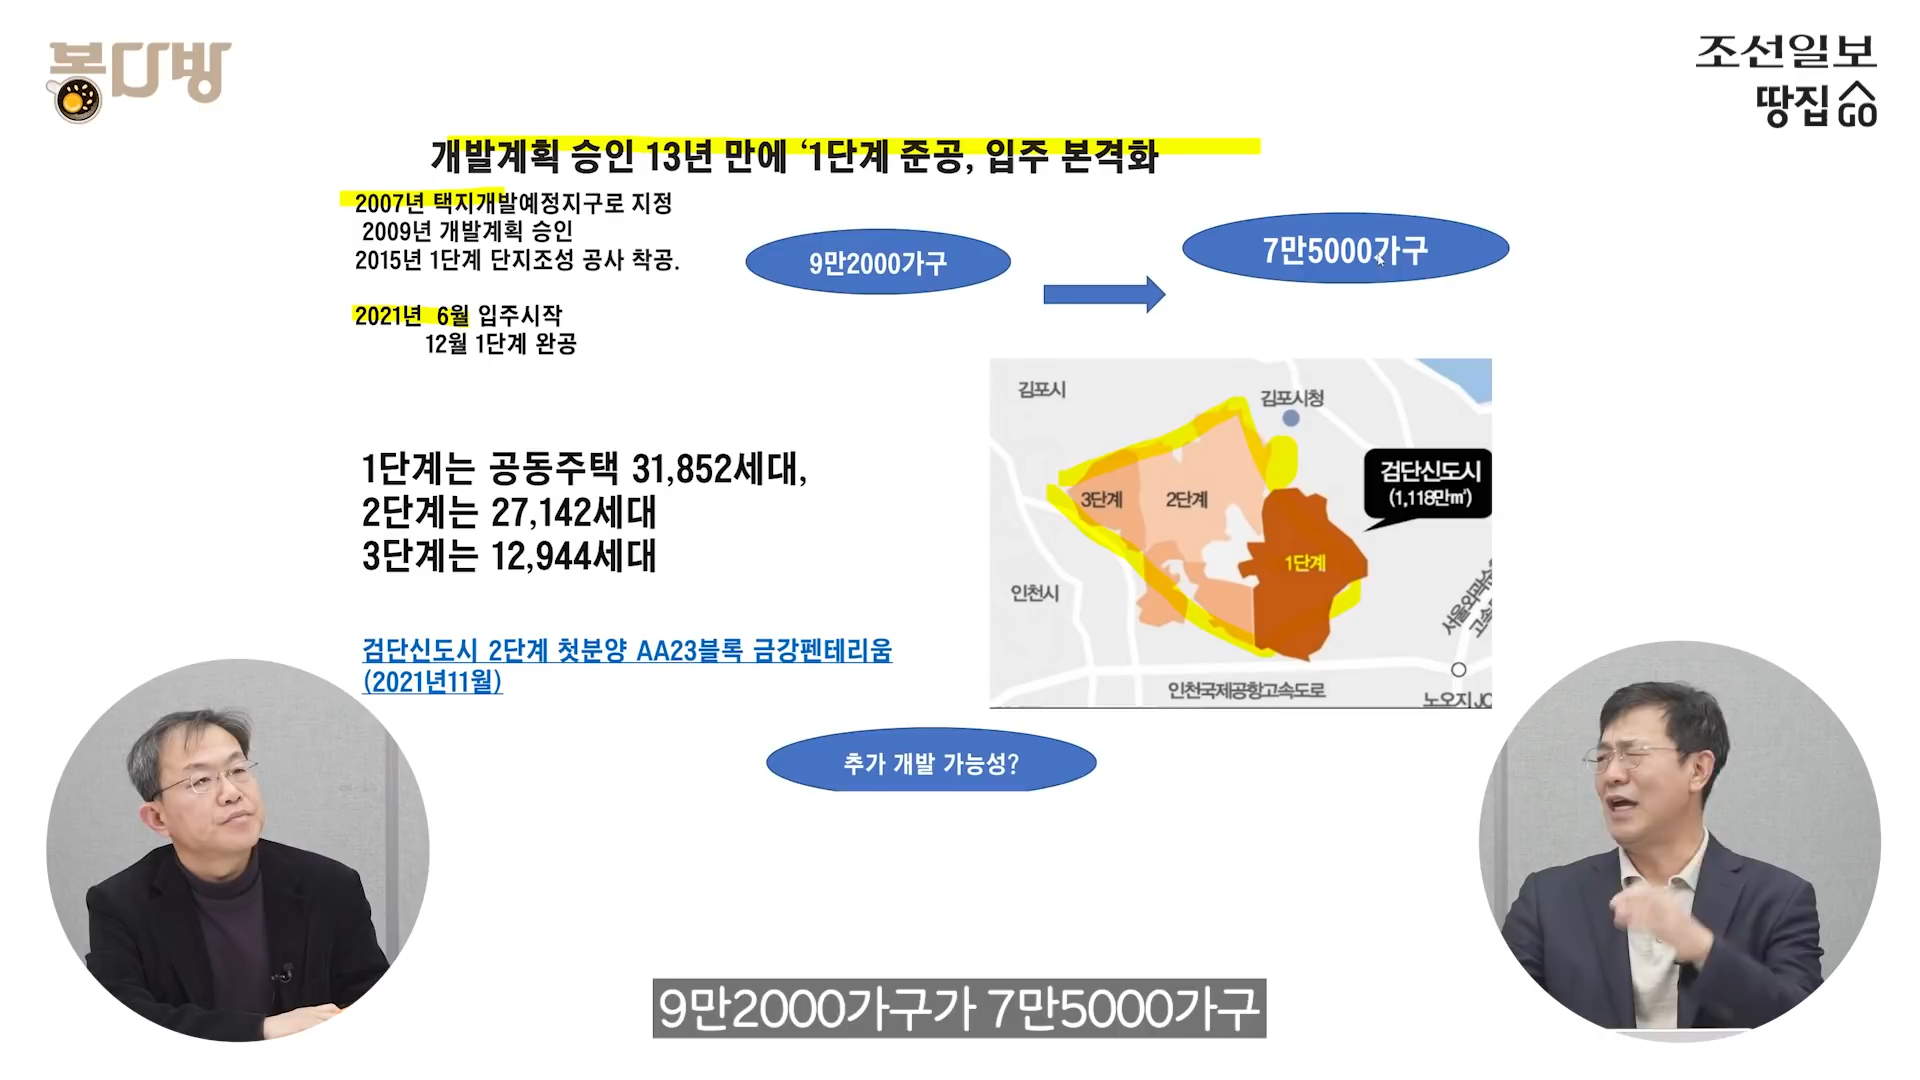 봉다방
조선일보
땅집GO
개발계획 승인 13년 만에 ‘1단계 준공, 입주 본격화
2007년 택지개발예정지구로 지정
2009년 개발계획 승인
2015년 1단계 단지조성 공사 착공.
9만2000가구
7만5000가구
2021년 6월 입주시작
12월 1단계 완공
김포시
김포시청
1단계는 공동주택 31,852세대,
2단계는 27,142세대
3단계는 12,944세대
검단신도시
(1,118만㎡)
3단계
2단계
1단계
인천시
서울외곽순
고속
인천국제공항고속도로
노오지 JC
검단신도시 2단계 첫분양 AA23블록 금강펜테리움
(2021년11월)
추가 개발 가능성?
9만2000가구가 7만5000가구